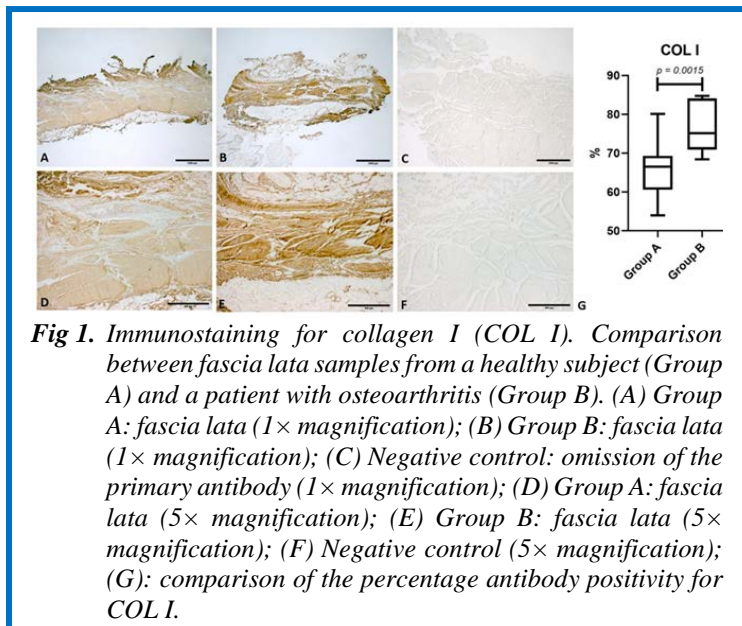 COL I
p = 0.0015
90
80
70
60
50
%
Group A
Group B
A
B
C
D
E
F
G
Fig 1. Immunostaining for collagen I (COL I). Comparison
between fascia lata samples from a healthy subject (Group
A) and a patient with osteoarthritis (Group B). (A) Group
A: fascia lata (1× magnification); (B) Group B: fascia lata
(1× magnification); (C) Negative control: omission of the
primary antibody (1× magnification); (D) Group A: fascia
lata (5× magnification); (E) Group B: fascia lata (5×
magnification); (F) Negative control (5× magnification);
(G): comparison of the percentage antibody positivity for
COL I.